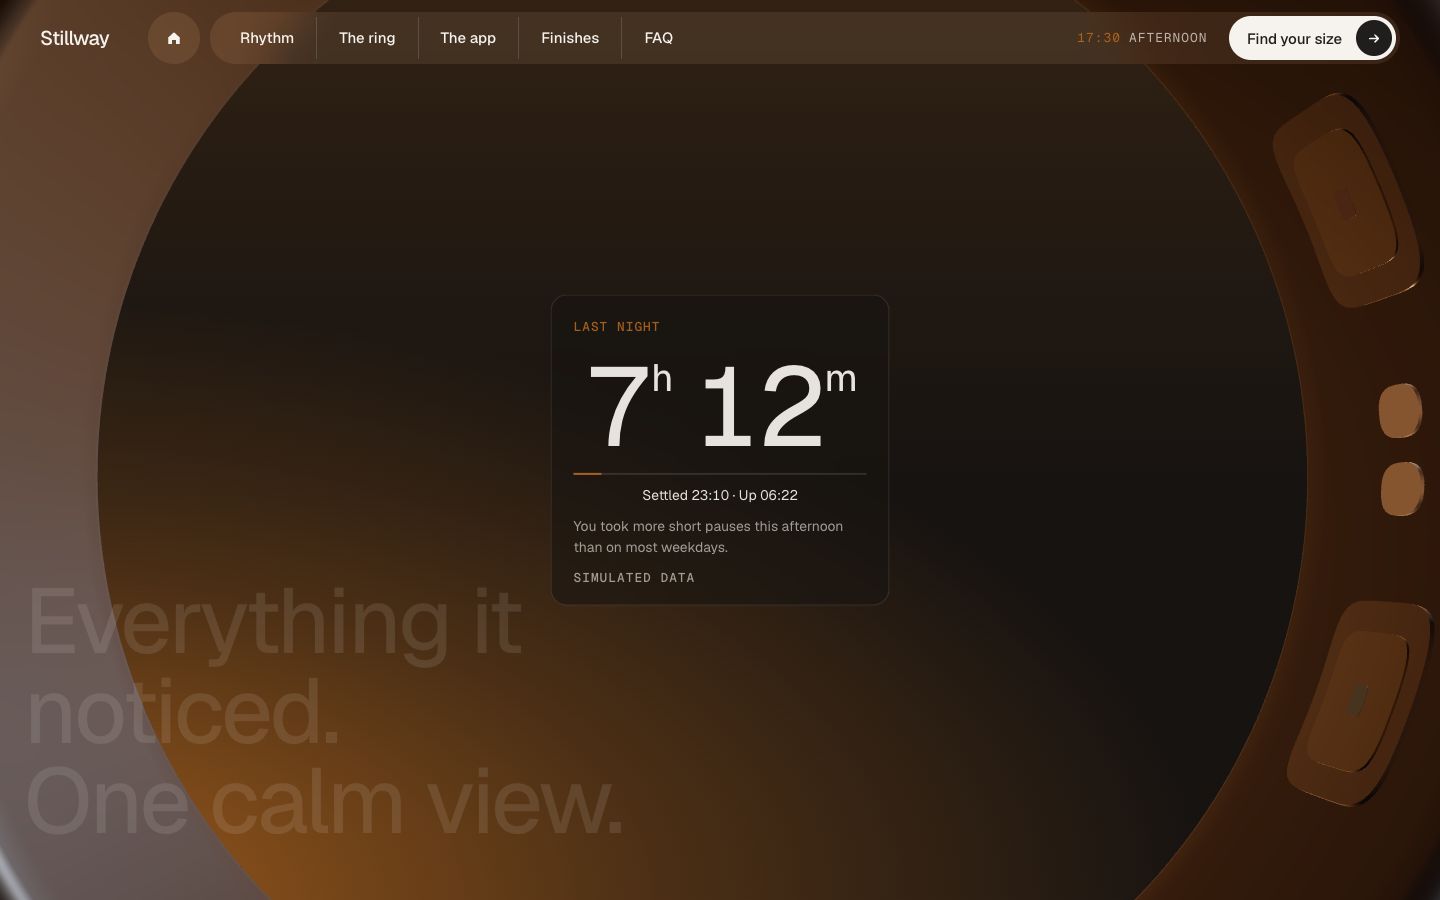 Stillway
Rhythm
The ring
The app
Finishes
FAQ
17:30 AFTERNOON
Find your size
LAST NIGHT
7h 12m
Settled 23:10 · Up 06:22
You took more short pauses this afternoon
than on most weekdays.
SIMULATED DATA
Everything it
noticed.
One calm view.